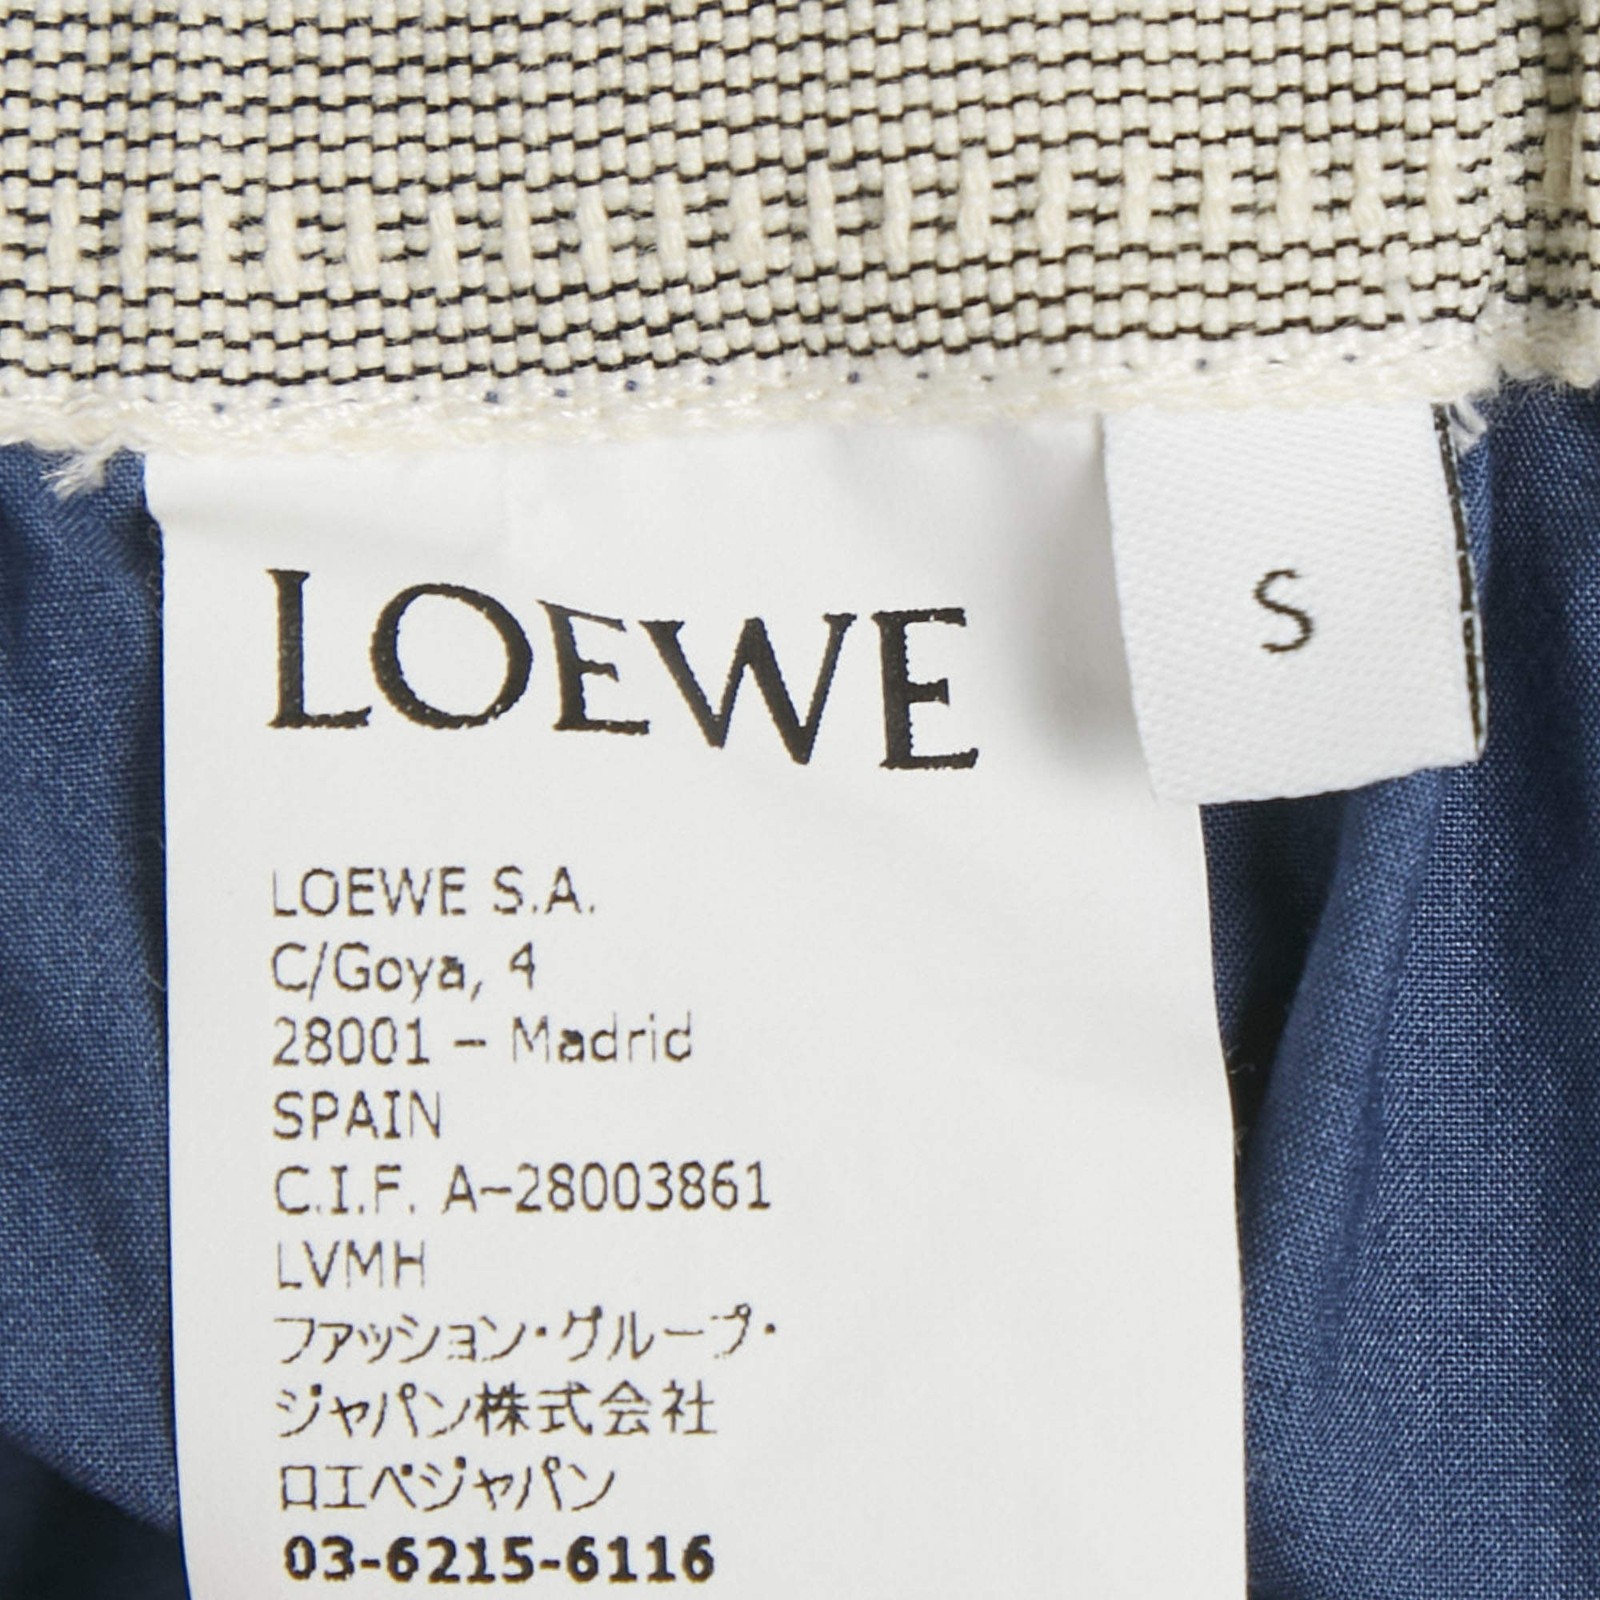 LOEWE
S
LOEWE S.A.
C/Goya, 4
28001 – Madrid
SPAIN
C.I.F. A–28003861
LVMH
ファッション・グループ・
ジャパン株式会社
ロエベジャパン
03-6215-6116